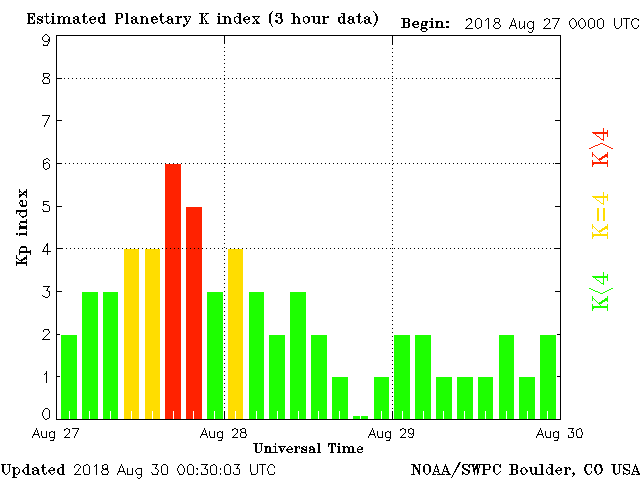 Estimated Planetary K index (3 hour data) Begin: 2018 Aug 27 0000 UTC
9
8
7
6
5
4
3
2
1
0
Kp index
K>4
K=4
K<4
Aug 27 Aug 28 Aug 29 Aug 30
Universal Time
Updated 2018 Aug 30 00:30:03 UTC NOAA/SWPC Boulder, CO USA